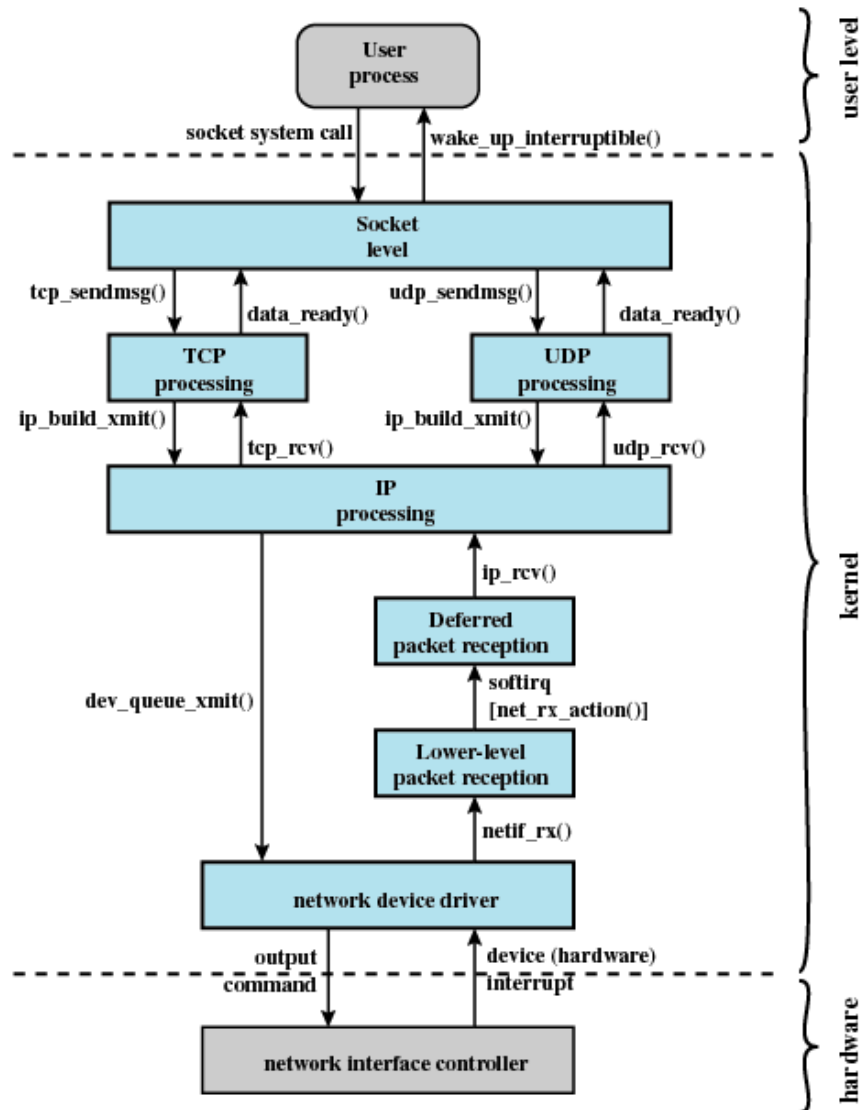 User
process
user level
socket system call
wake_up_interruptible()
Socket
level
tcp_sendmsg()
data_ready()
udp_sendmsg()
data_ready()
TCP
processing
UDP
processing
ip_build_xmit()
tcp_rcv()
ip_build_xmit()
udp_rcv()
IP
processing
ip_rcv()
kernel
Deferred
packet reception
dev_queue_xmit()
softirq
[net_rx_action()]
Lower-level
packet reception
netif_rx()
network device driver
output
command
device (hardware)
interrupt
network interface controller
hardware